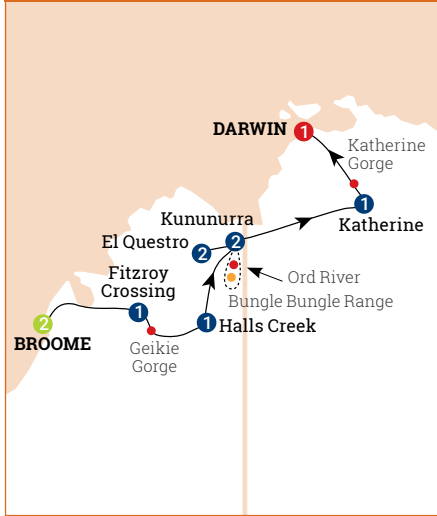 DARWIN
1
Katherine
Gorge
1
Katherine
Kununurra
2
El Questro
2
Fitzroy
Crossing
1
Ord River
Bungle Bungle Range
2
BROOME
1
Halls Creek
Geikie
Gorge